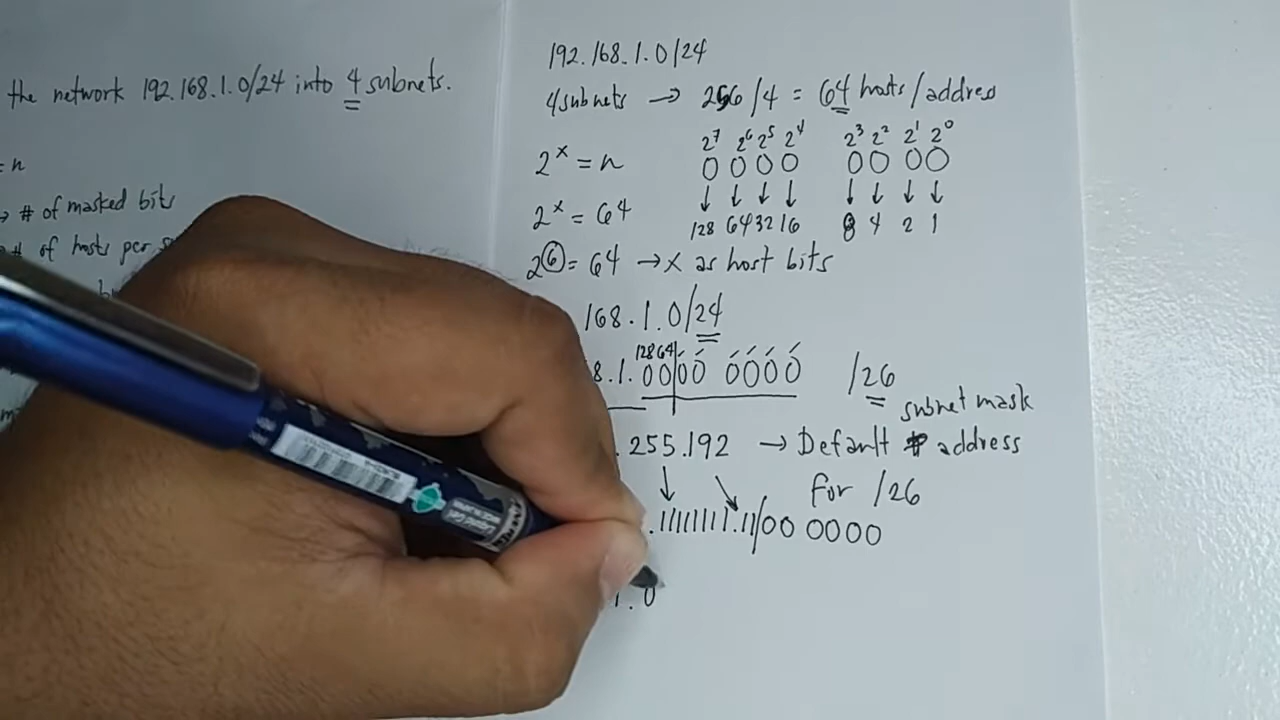 the network 192.168.1.0/24 into 4 subnets.
= n
→ # of masked bits
# of hosts per
192.168.1.0/24
4 subnets → 256/4 = 64 hosts/address
2^x = n
2^7 2^6 2^5 2^4 2^3 2^2 2^1 2^0
0 0 0 0 0 0 0 0
↓ ↓ ↓ ↓ ↓ ↓ ↓ ↓
2^x = 64
128 64 32 16 8 4 2 1
2^6 = 64 → x as host bits
168.1.0/24
128 64
8.1.00|00 0000 /26
subnet mask
.255.192 → Default address
for /26
.11111111.11/00 0000
1.0